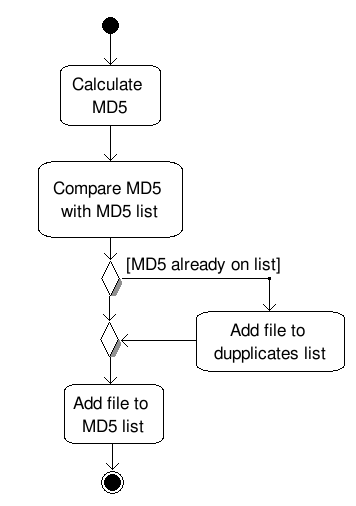 Calculate
MD5
Compare MD5
with MD5 list
[MD5 already on list]
Add file to
dupplicates list
Add file to
MD5 list